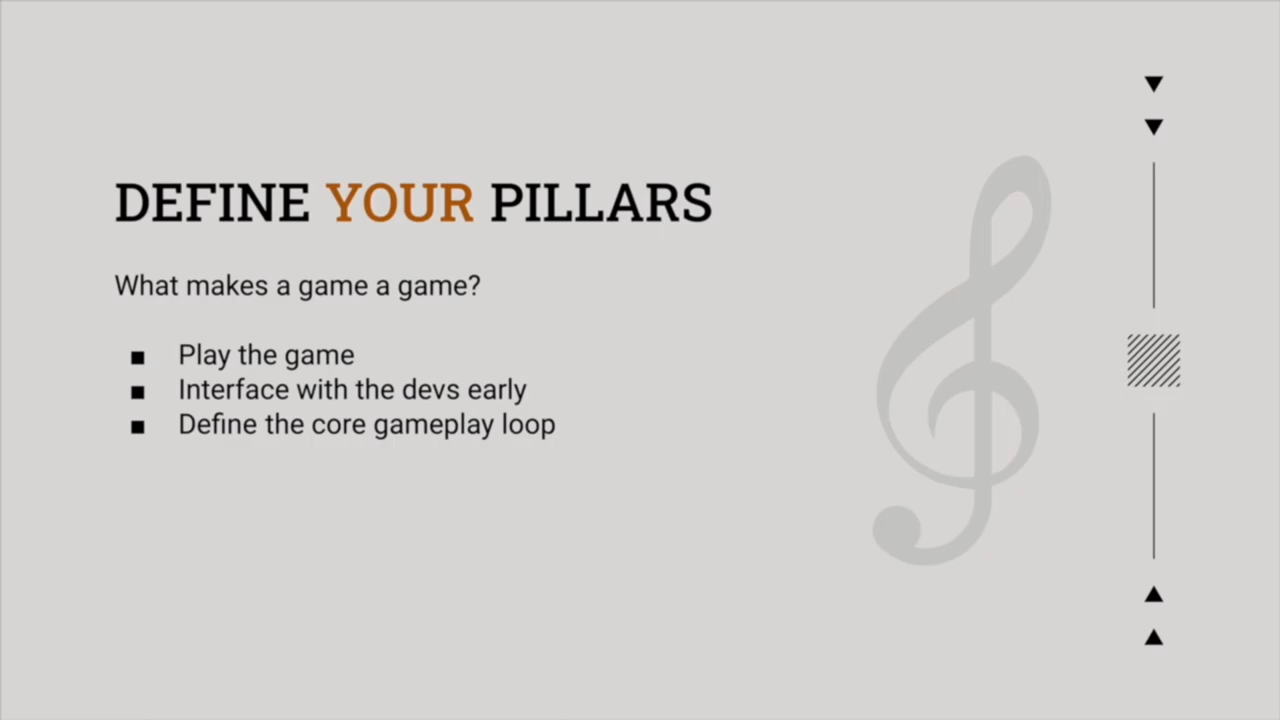 DEFINE YOUR PILLARS
What makes a game a game?
■ Play the game
■ Interface with the devs early
■ Define the core gameplay loop